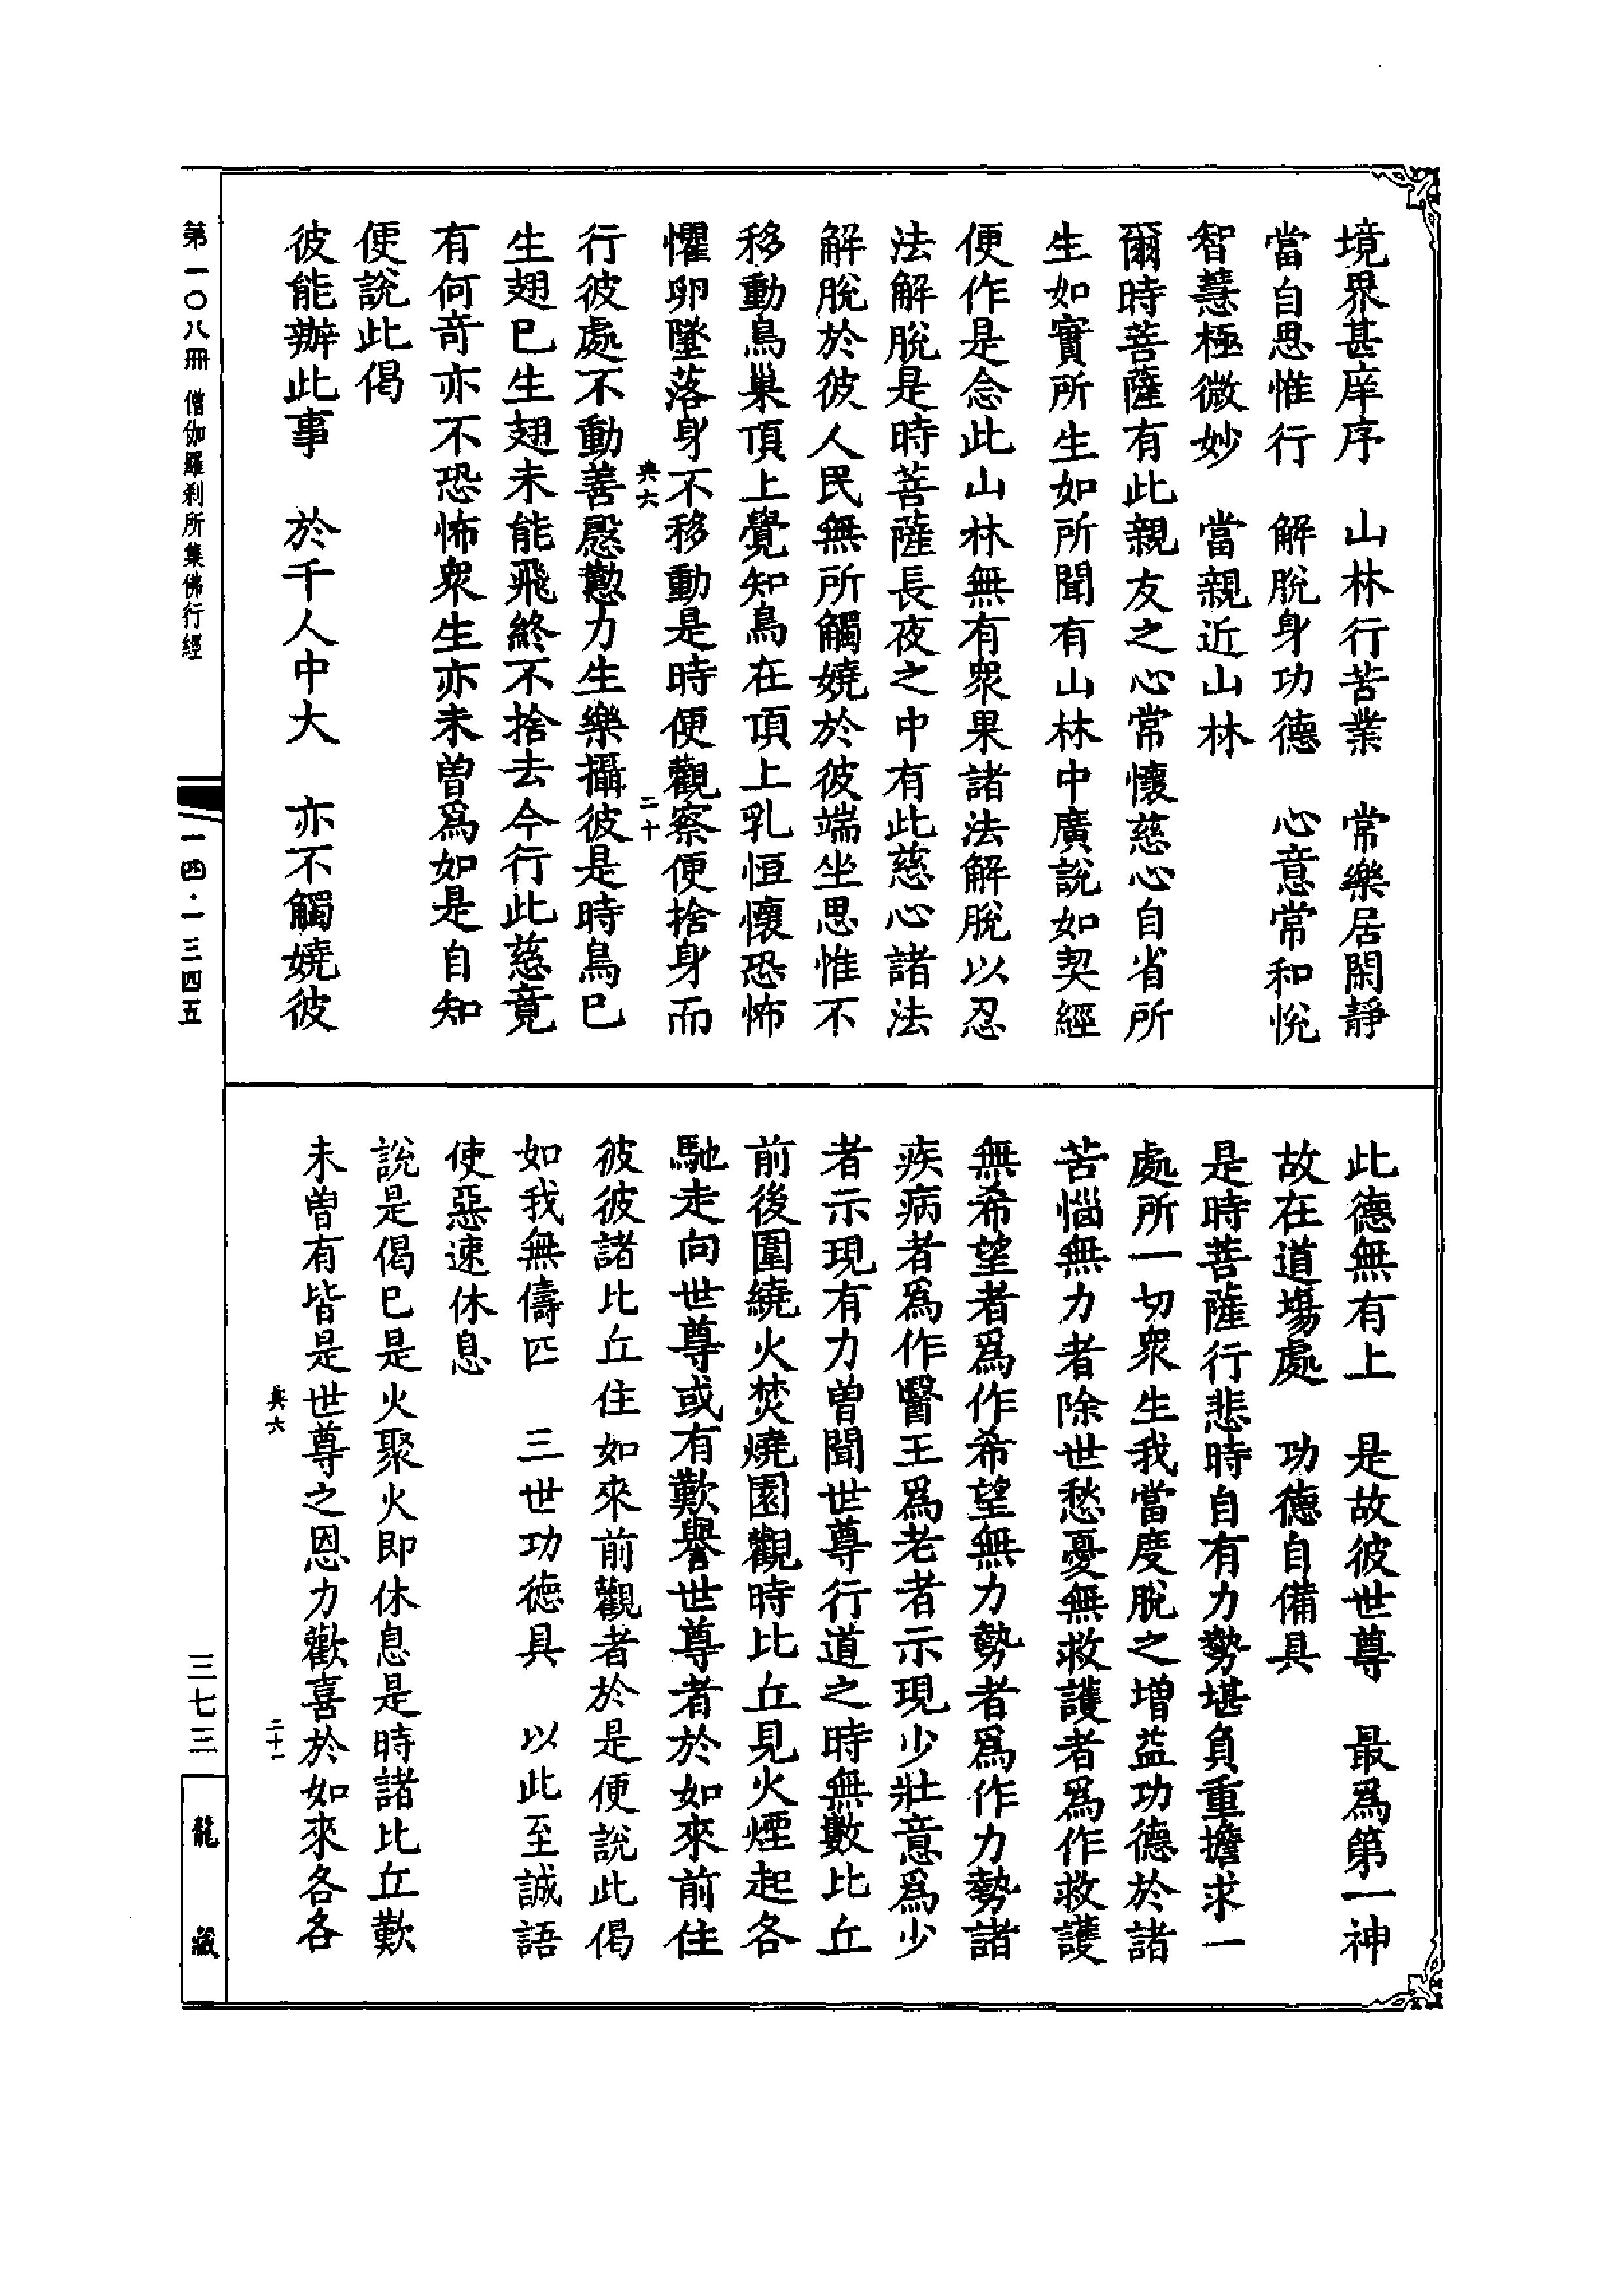 境界甚庠序　山林行苦業　常樂居閑靜
當自思惟行　解脫身功德　心意常和悅
智慧極微妙　當親近山林
爾時菩薩有此親友之心常懷慈心自省所
生如實所生如所聞有山林中廣說如契經
便作是念此山林無有衆果諸法解脫以忍
法解脫是時菩薩長夜之中有此慈心諸法
解脫於彼人民無所觸嬈於彼端坐思惟不
移動鳥巢頂上覺知鳥在頂上乳恒懷恐怖
懼卵墜落身不移動是時便觀察便捨身而
典六　二十
行彼處不動善慇懃力生樂攝彼是時鳥已
生翅已生翅未能飛終不捨去今行此慈竟
有何奇亦不恐怖衆生亦未曾爲如是自知
便說此偈
彼能辦此事　於千人中大　亦不觸嬈彼
此德無有上　是故彼世尊　最爲第一神
故在道場處　功德自備具
是時菩薩行悲時自有力勢堪負重擔求一
處所一切衆生我當度脫之增益功德於諸
苦惱無力者除世愁憂無救護者爲作救護
無希望者爲作希望無力勢者爲作力勢諸
疾病者爲作醫王爲老者示現少壯意爲少
者示現有力曾聞世尊行道之時無數比丘
前後圍繞火焚燒園觀時比丘見火煙起各
馳走向世尊或有歎譽世尊者於如來前住
彼彼諸比丘住如來前觀者於是便說此偈
如我無儔匹　三世功德具　以此至誠語
使惡速休息
說是偈已是火聚火即休息是時諸比丘歎
未曾有皆是世尊之恩力歡喜於如來各各
典六　二十一
第一〇八冊　僧伽羅刹所集佛行經
一四·一三四五
三七三
龍藏